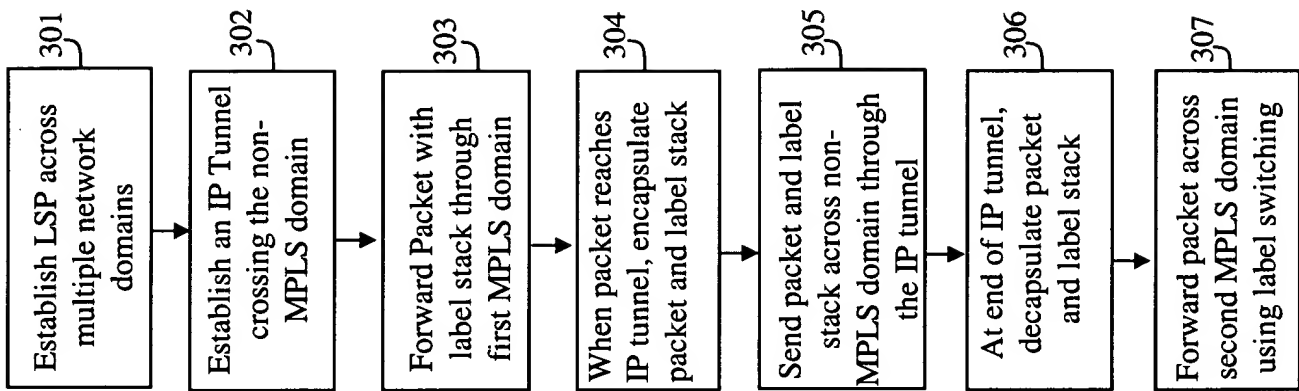 301
Establish LSP across
multiple network
domains
302
Establish an IP Tunnel
crossing the non-
MPLS domain
303
Forward Packet with
label stack through
first MPLS domain
304
When packet reaches
IP tunnel, encapsulate
packet and label stack
305
Send packet and label
stack across non-
MPLS domain through
the IP tunnel
306
At end of IP tunnel,
decapsulate packet
and label stack
307
Forward packet across
second MPLS domain
using label switching